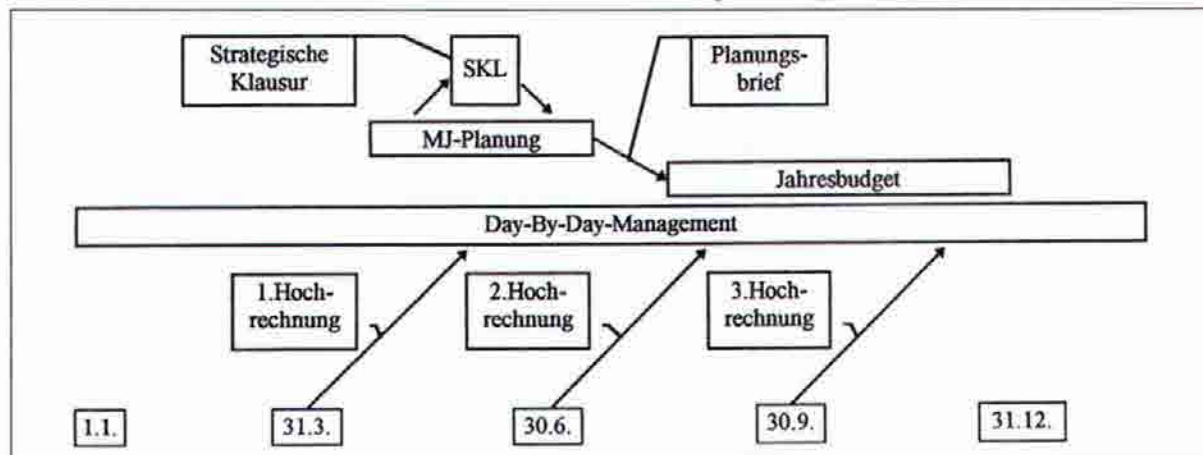 Strategische
Klausur
SKL
Planungs-
brief
MJ-Planung
Jahresbudget
Day-By-Day-Management
1.Hoch-
rechnung
2.Hoch-
rechnung
3.Hoch-
rechnung
1.1.
31.3.
30.6.
30.9.
31.12.